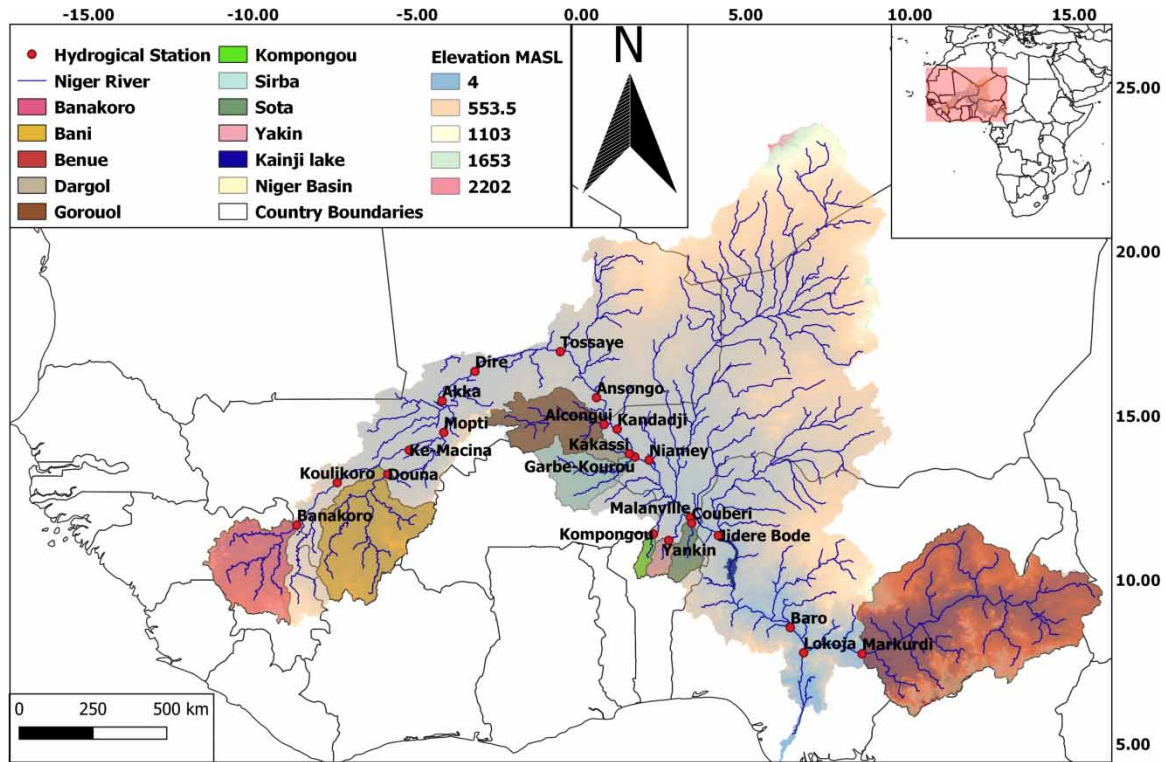 -15.00 -10.00 -5.00 0.00 5.00 10.00 15.00
Hydrogical Station
Niger River
Banakoro
Bani
Benue
Dargol
Gorouol
Kompongou
Sirba
Sota
Yakin
Kainji lake
Niger Basin
Country Boundaries
Elevation MASL
4
553.5
1103
1653
2202
N
25.00
20.00
Tossaye
Dire
Ansongo
Akka
15.00
Alcongui Kandadji
Mopti
Kakassi
Ke-Macina
Niamey
Garbe-Kourou
Koulikoro Douna
Malanville Couberi
Banakoro
Kompongou Jidere Bode
Yankin
10.00
Baro
Lokoja Markurdi
0 250 500 km
5.00